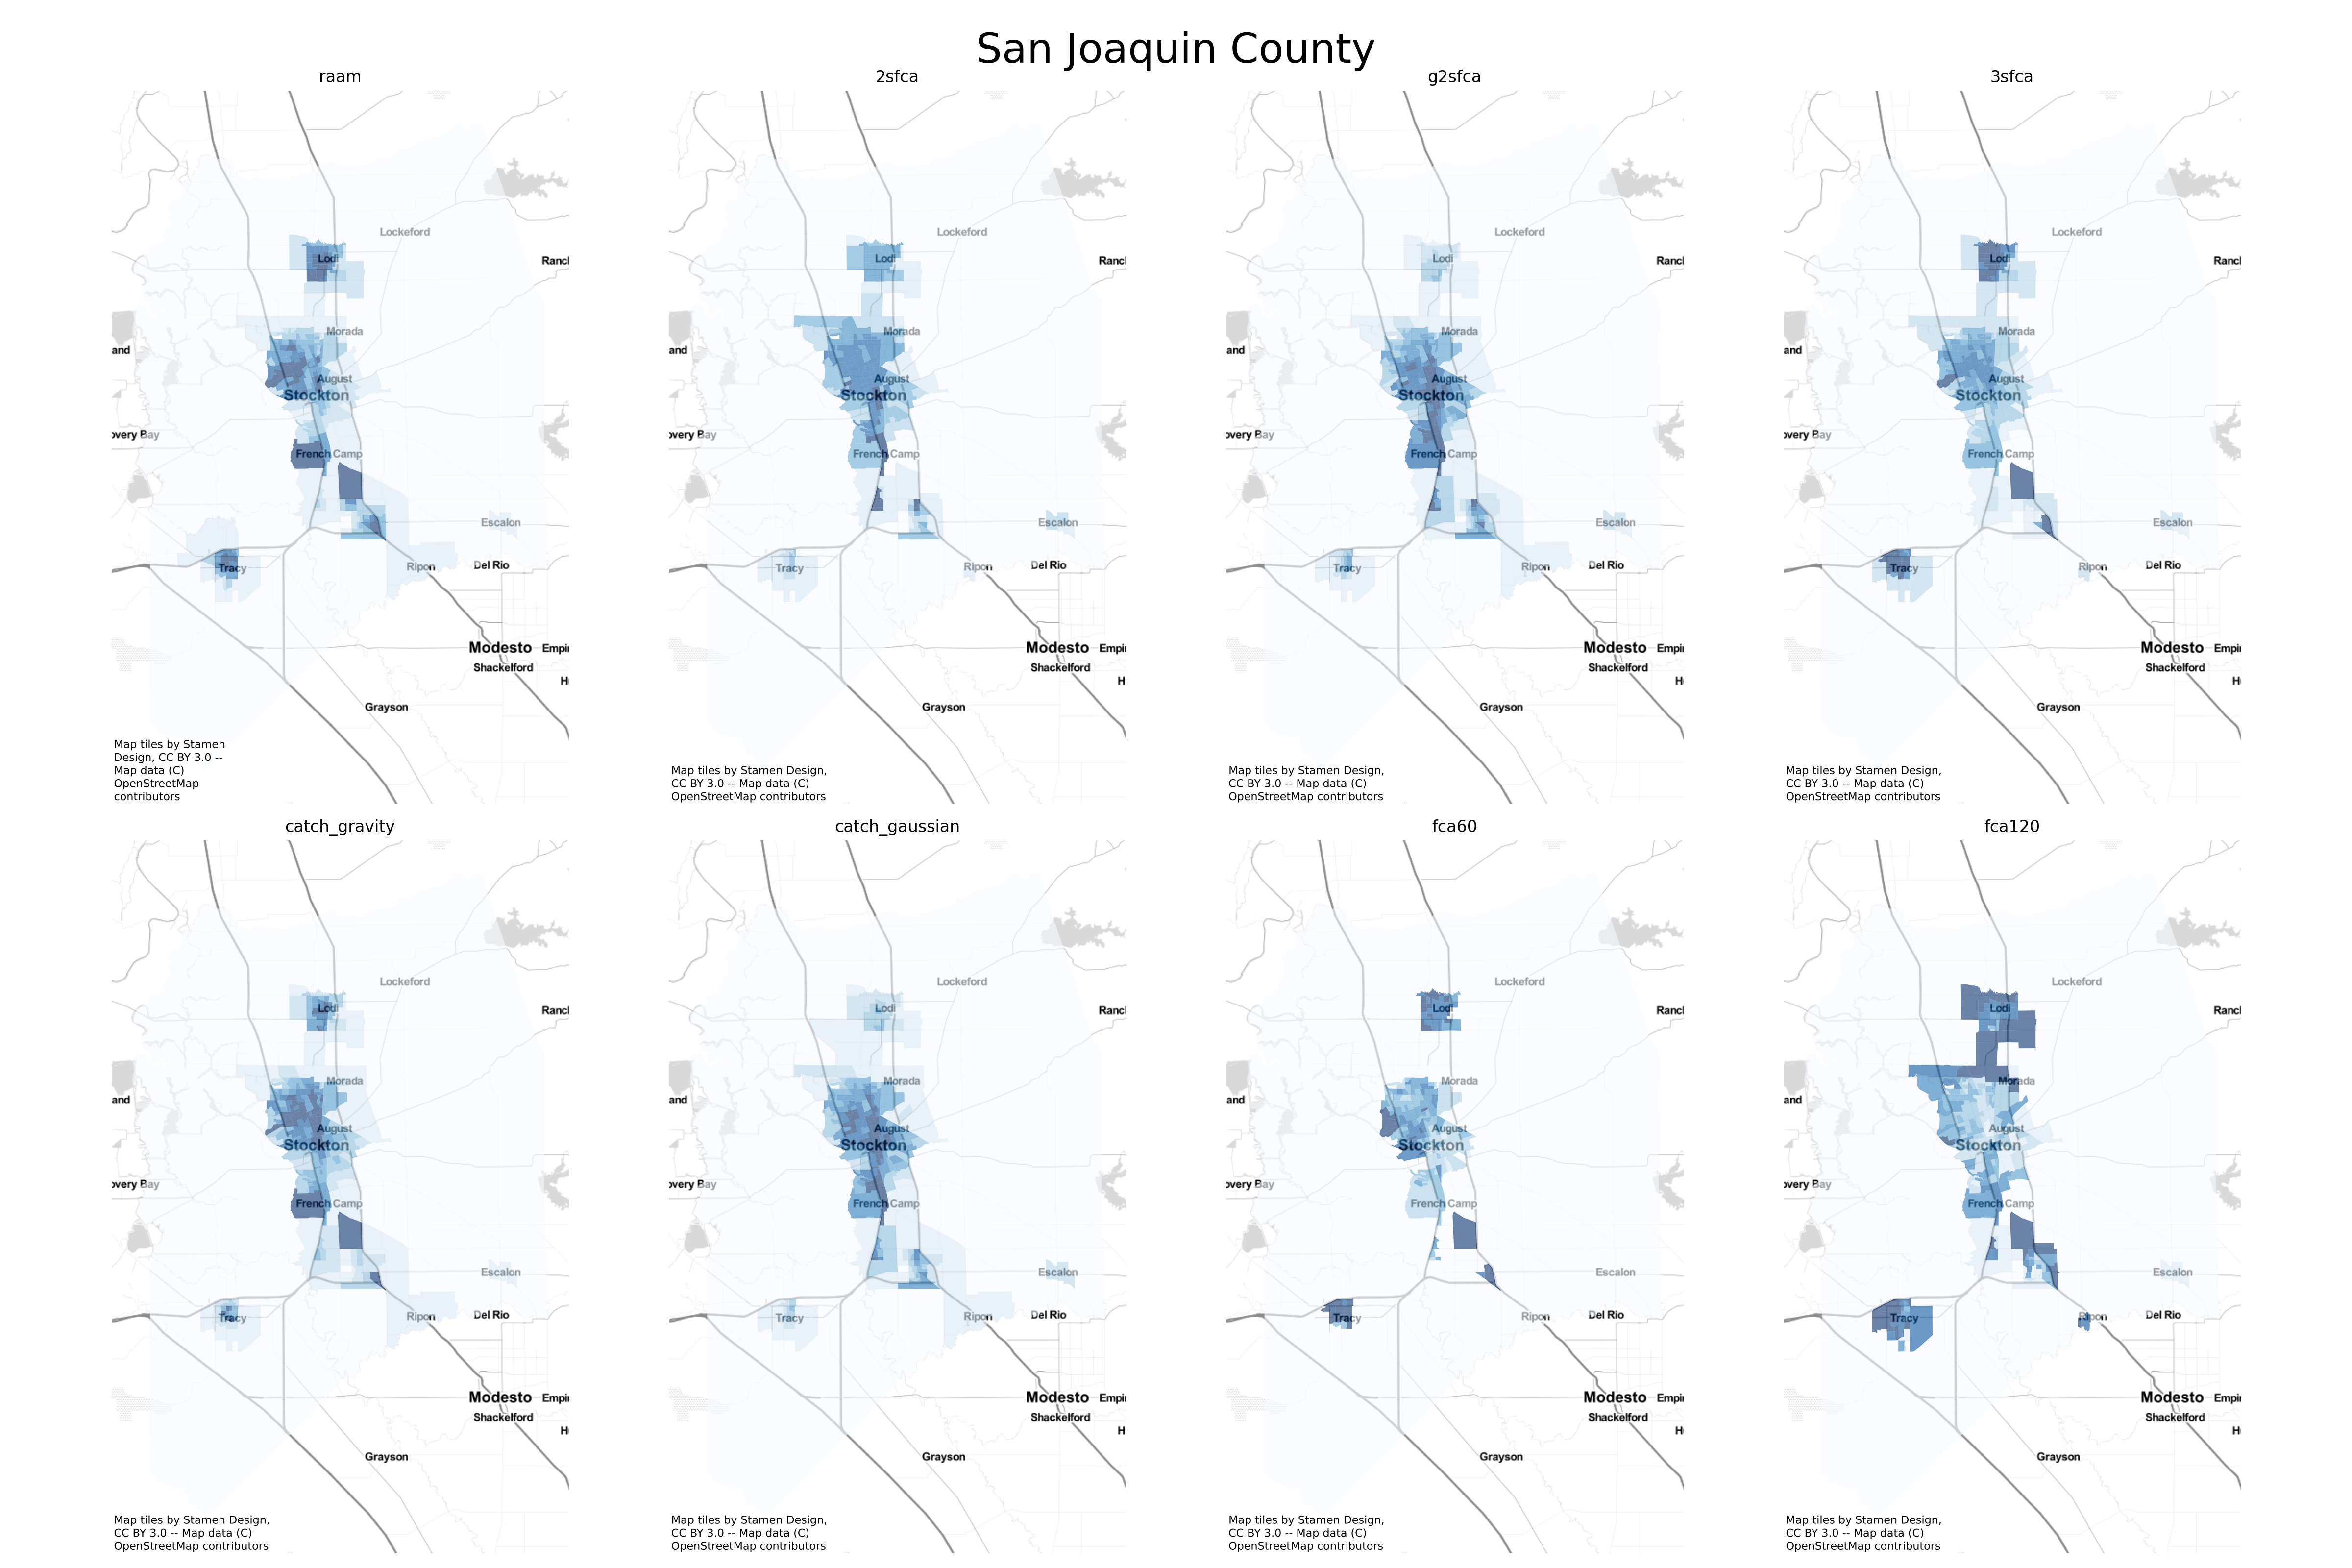 San Joaquin County
raam
Lockeford
Lodi
Ranc
Morada
and
August
Stockton
overy Bay
French Camp
Escalon
Tracy
Ripon
Del Rio
Modesto
Empi
Shackelford
H
Grayson
Map tiles by Stamen
Design, CC BY 3.0 --
Map data (C)
OpenStreetMap
contributors
2sfca
Lockeford
Lodi
Ranc
Morada
and
August
Stockton
overy Bay
French Camp
Escalon
Tracy
Ripon
Del Rio
Modesto
Empi
Shackelford
H
Grayson
Map tiles by Stamen Design,
CC BY 3.0 -- Map data (C)
OpenStreetMap contributors
g2sfca
Lockeford
Lodi
Ranc
Morada
and
August
Stockton
overy Bay
French Camp
Escalon
Tracy
Ripon
Del Rio
Modesto
Empi
Shackelford
H
Grayson
Map tiles by Stamen Design,
CC BY 3.0 -- Map data (C)
OpenStreetMap contributors
3sfca
Lockeford
Lodi
Ranc
Morada
and
August
Stockton
overy Bay
French Camp
Escalon
Tracy
Ripon
Del Rio
Modesto
Empi
Shackelford
H
Grayson
Map tiles by Stamen Design,
CC BY 3.0 -- Map data (C)
OpenStreetMap contributors
catch_gravity
Lockeford
Lodi
Ranc
Morada
and
August
Stockton
overy Bay
French Camp
Escalon
Tracy
Ripon
Del Rio
Modesto
Empi
Shackelford
H
Grayson
Map tiles by Stamen Design,
CC BY 3.0 -- Map data (C)
OpenStreetMap contributors
catch_gaussian
Lockeford
Lodi
Ranc
Morada
and
August
Stockton
overy Bay
French Camp
Escalon
Tracy
Ripon
Del Rio
Modesto
Empi
Shackelford
H
Grayson
Map tiles by Stamen Design,
CC BY 3.0 -- Map data (C)
OpenStreetMap contributors
fca60
Lockeford
Lodi
Ranc
Morada
and
August
Stockton
overy Bay
French Camp
Escalon
Tracy
Ripon
Del Rio
Modesto
Empi
Shackelford
H
Grayson
Map tiles by Stamen Design,
CC BY 3.0 -- Map data (C)
OpenStreetMap contributors
fca120
Lockeford
Lodi
Ranc
Morada
and
August
Stockton
overy Bay
French Camp
Escalon
Tracy
Ripon
Del Rio
Modesto
Empi
Shackelford
H
Grayson
Map tiles by Stamen Design,
CC BY 3.0 -- Map data (C)
OpenStreetMap contributors